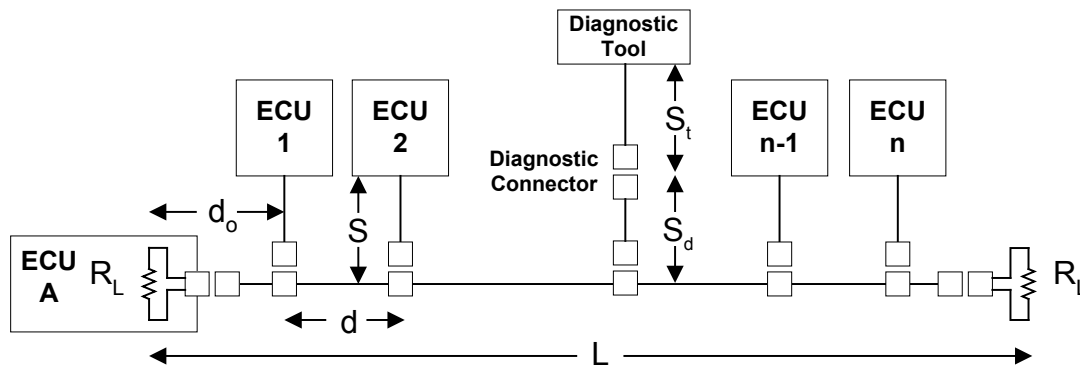 Diagnostic
Tool
ECU
1
ECU
2
ECU
n-1
ECU
n
S_t
Diagnostic
Connector
d_o
S
S_d
ECU
A
R_L
R_L
d
L